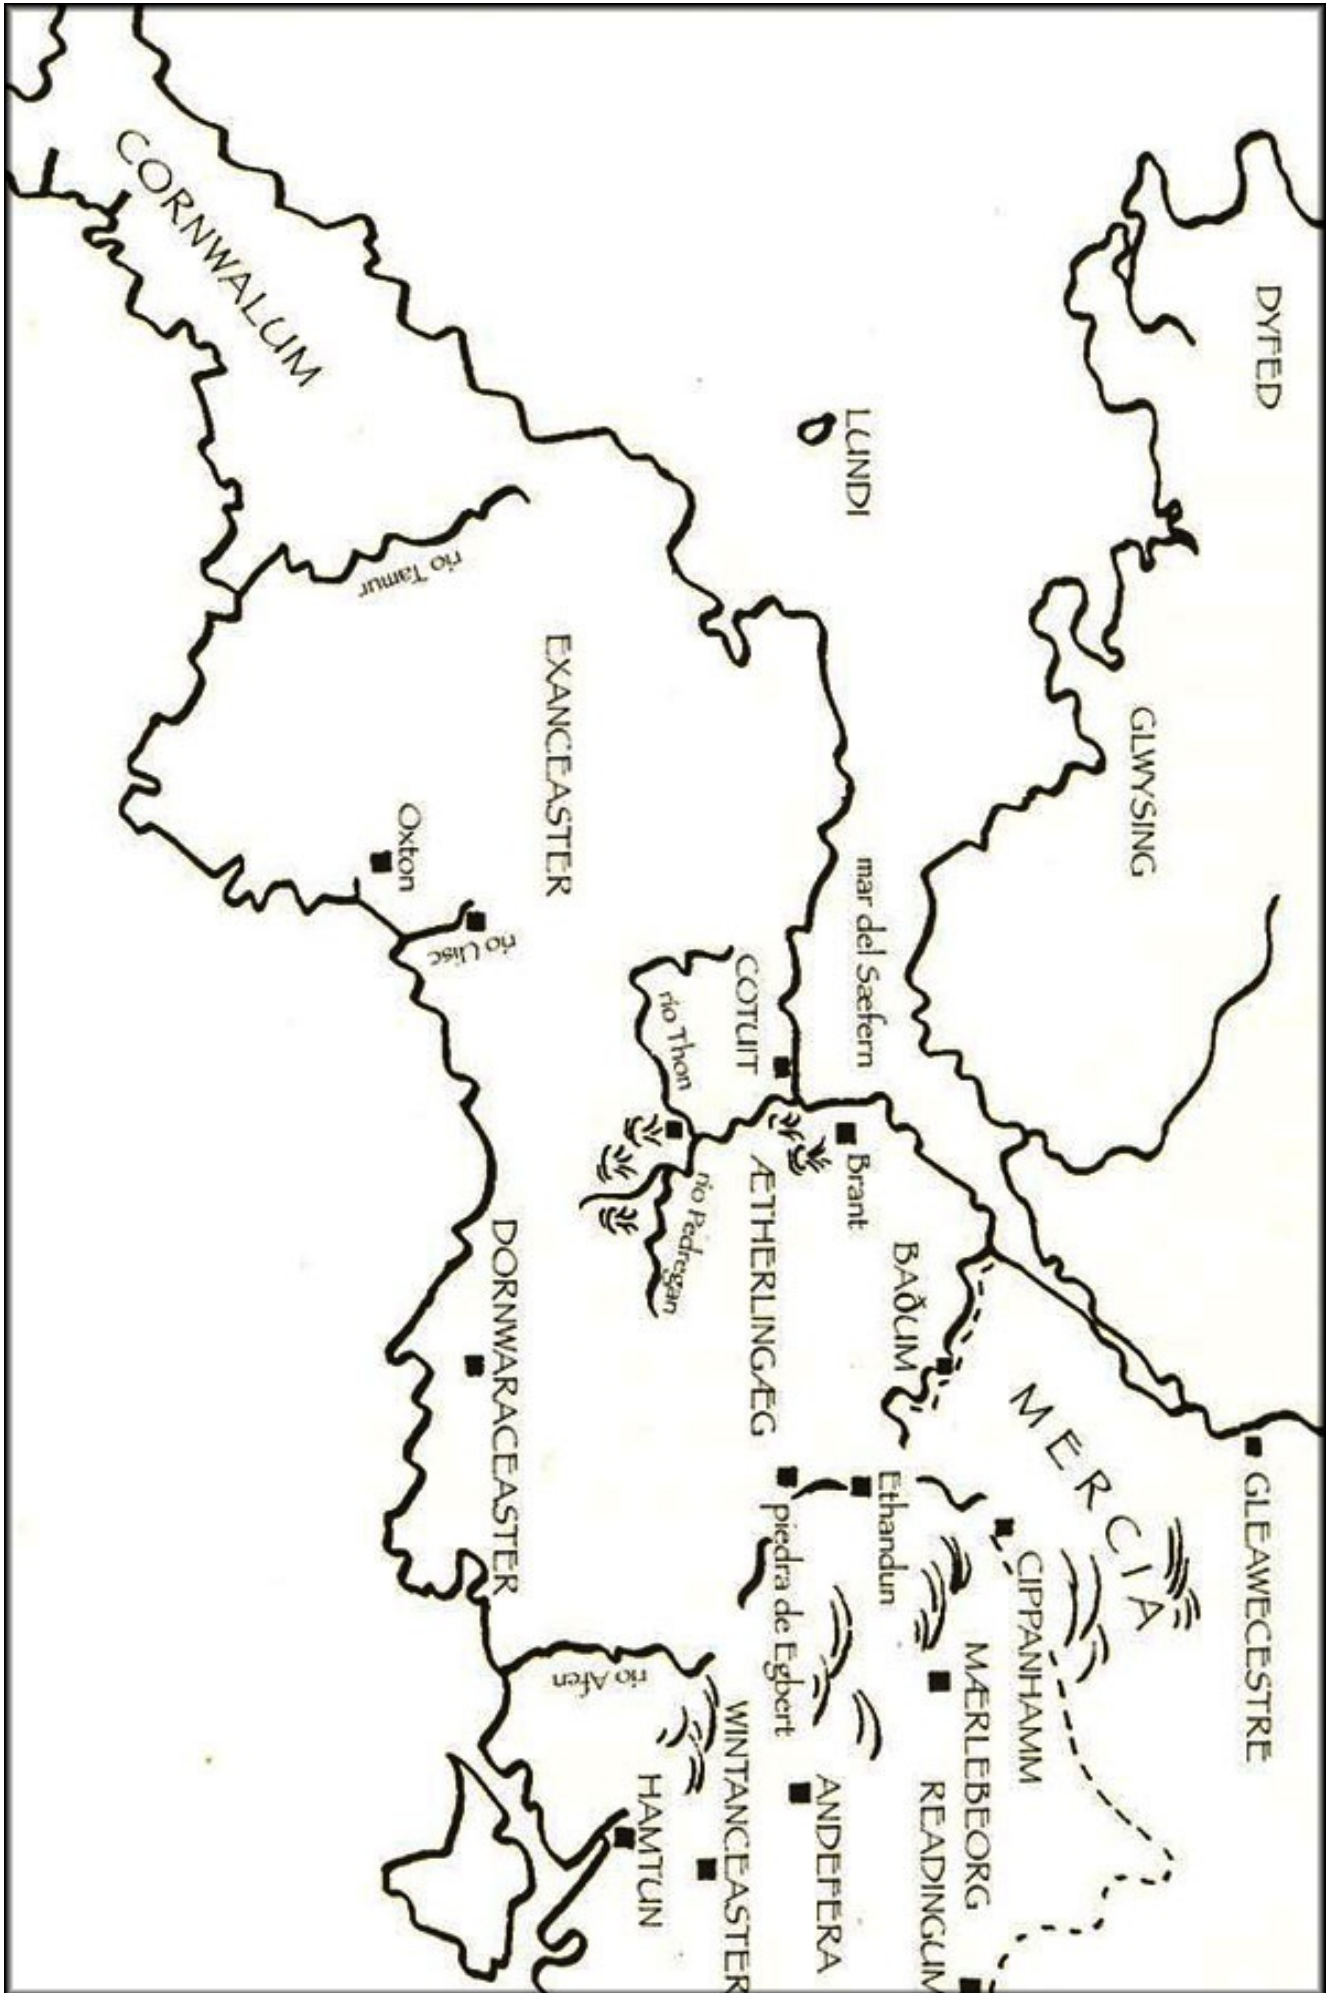 DYFED
GLWYSING
GLEAWECESTRE
MERCIA
CIPPANHAMM
MÆRLEBEORG
READINGUM
LUNDI
mar del Sæfern
Brant
BAÐUM
Ethandun
ANDEFERA
COTUIT
ÆTHERLINGÆG
piedra de Egbert
WINTANCEASTER
río Thon
río Pedregan
HAMTUN
río Afen
EXANCEASTER
DORNWARACEASTER
río Tamur
río Uisc
Oxton
CORNWALUM